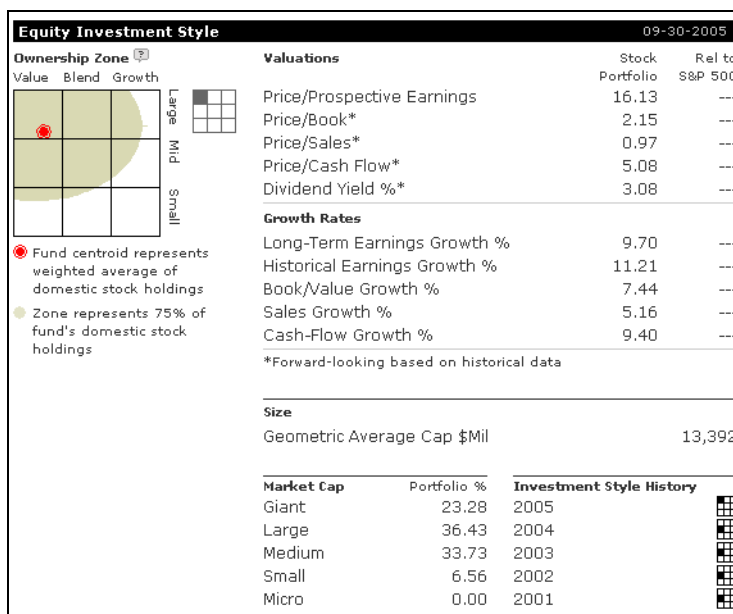 Equity Investment Style 09-30-2005
Ownership Zone ?
Value Blend Growth
Large
Mid
Small
Fund centroid represents
weighted average of
domestic stock holdings
Zone represents 75% of
fund's domestic stock
holdings
Valuations Stock Rel to
Portfolio S&P 500
Price/Prospective Earnings 16.13 ---
Price/Book* 2.15 ---
Price/Sales* 0.97 ---
Price/Cash Flow* 5.08 ---
Dividend Yield %* 3.08 ---
Growth Rates
Long-Term Earnings Growth % 9.70 ---
Historical Earnings Growth % 11.21 ---
Book/Value Growth % 7.44 ---
Sales Growth % 5.16 ---
Cash-Flow Growth % 9.40 ---
*Forward-looking based on historical data
Size
Geometric Average Cap $Mil 13,392
Market Cap Portfolio %
Giant 23.28
Large 36.43
Medium 33.73
Small 6.56
Micro 0.00
Investment Style History
2005
2004
2003
2002
2001